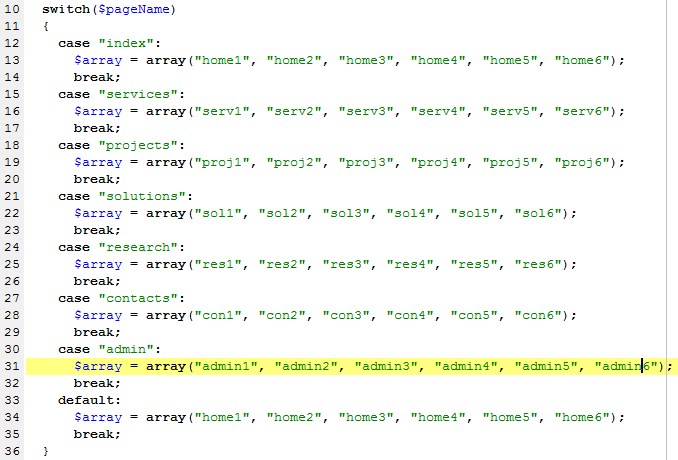 10 switch($pageName)
11 {
12   case "index":
13     $array = array("home1", "home2", "home3", "home4", "home5", "home6");
14     break;
15   case "services":
16     $array = array("serv1", "serv2", "serv3", "serv4", "serv5", "serv6");
17     break;
18   case "projects":
19     $array = array("proj1", "proj2", "proj3", "proj4", "proj5", "proj6");
20     break;
21   case "solutions":
22     $array = array("sol1", "sol2", "sol3", "sol4", "sol5", "sol6");
23     break;
24   case "research":
25     $array = array("res1", "res2", "res3", "res4", "res5", "res6");
26     break;
27   case "contacts":
28     $array = array("con1", "con2", "con3", "con4", "con5", "con6");
29     break;
30   case "admin":
31     $array = array("admin1", "admin2", "admin3", "admin4", "admin5", "admin6");
32     break;
33   default:
34     $array = array("home1", "home2", "home3", "home4", "home5", "home6");
35     break;
36 }